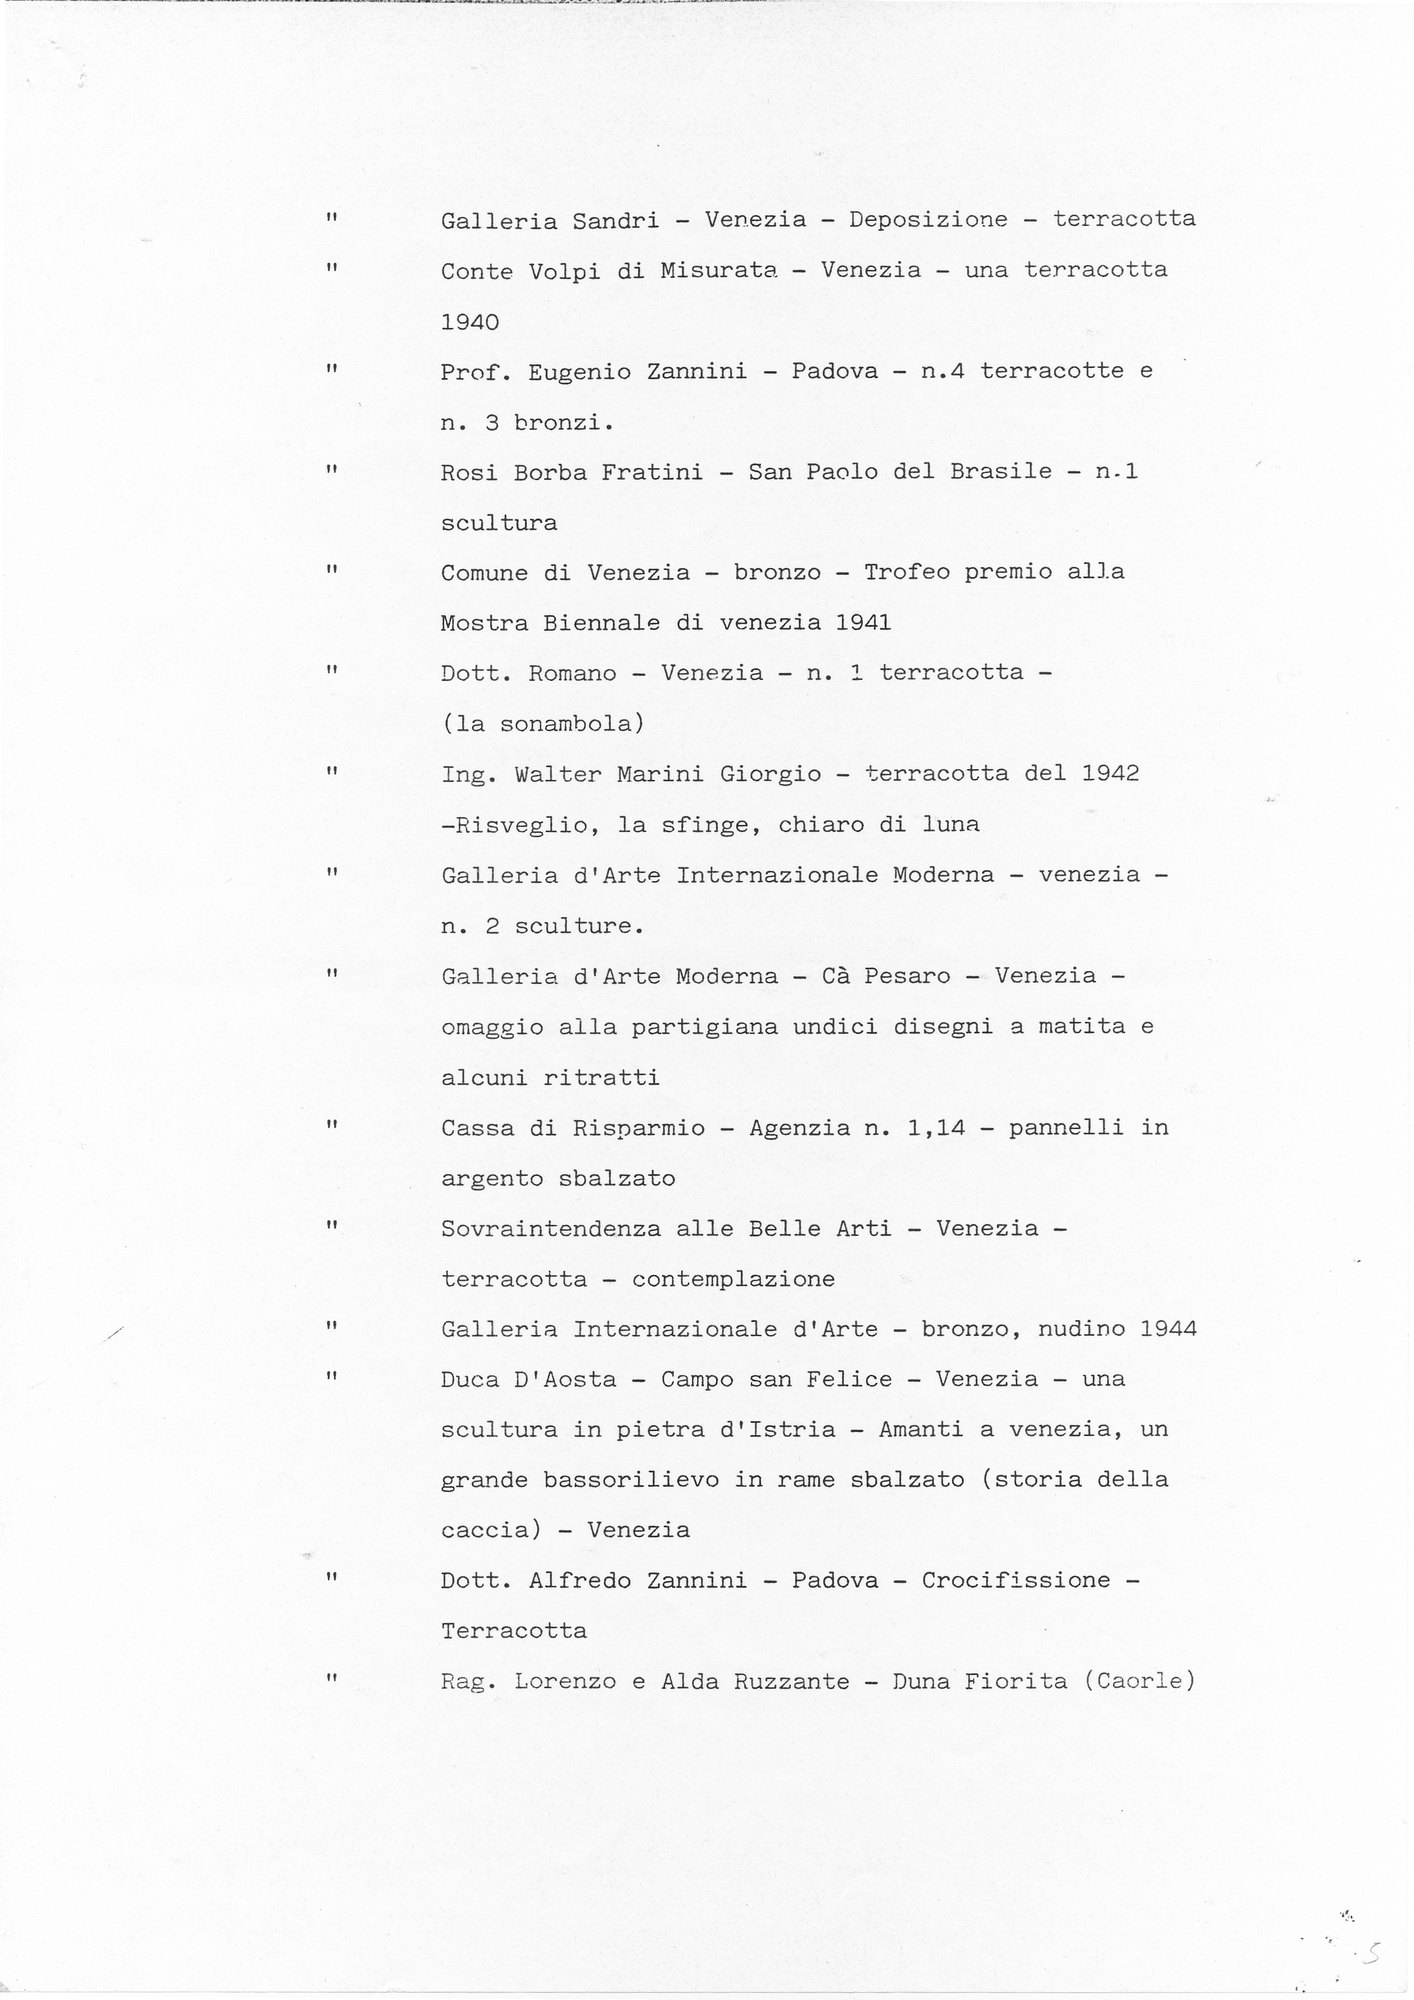 " Galleria Sandri – Venezia – Deposizione – terracotta
" Conte Volpi di Misurata – Venezia – una terracotta
1940
" Prof. Eugenio Zannini – Padova – n.4 terracotte e
n. 3 bronzi.
" Rosi Borba Fratini – San Paolo del Brasile – n.1
scultura
" Comune di Venezia – bronzo – Trofeo premio alla
Mostra Biennale di venezia 1941
" Dott. Romano – Venezia – n. 1 terracotta –
(la sonambola)
" Ing. Walter Marini Giorgio – terracotta del 1942
–Risveglio, la sfinge, chiaro di luna
" Galleria d'Arte Internazionale Moderna – venezia –
n. 2 sculture.
" Galleria d'Arte Moderna – Cà Pesaro – Venezia –
omaggio alla partigiana undici disegni a matita e
alcuni ritratti
" Cassa di Risparmio – Agenzia n. 1,14 – pannelli in
argento sbalzato
" Sovraintendenza alle Belle Arti – Venezia –
terracotta – contemplazione
" Galleria Internazionale d'Arte – bronzo, nudino 1944
" Duca D'Aosta – Campo san Felice – Venezia – una
scultura in pietra d'Istria – Amanti a venezia, un
grande bassorilievo in rame sbalzato (storia della
caccia) – Venezia
" Dott. Alfredo Zannini – Padova – Crocifissione –
Terracotta
" Rag. Lorenzo e Alda Ruzzante – Duna Fiorita (Caorle)
5